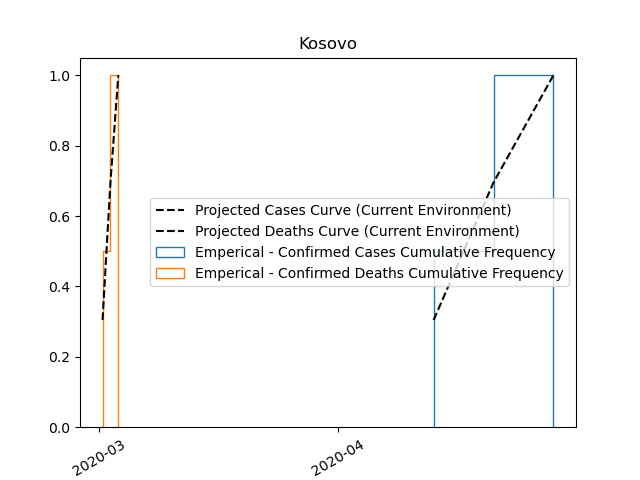 Kosovo
1.0
0.8
0.6
0.4
0.2
0.0
Projected Cases Curve (Current Environment)
Projected Deaths Curve (Current Environment)
Emperical - Confirmed Cases Cumulative Frequency
Emperical - Confirmed Deaths Cumulative Frequency
2020-03
2020-04